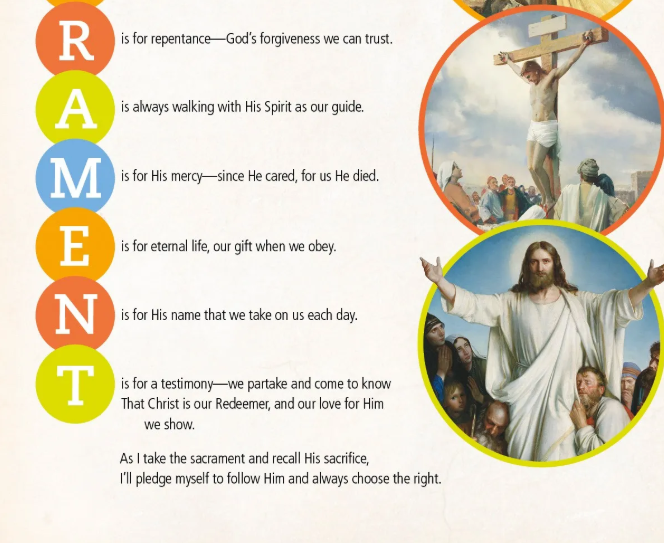 R is for repentance—God's forgiveness we can trust.
A is always walking with His Spirit as our guide.
M is for His mercy—since He cared, for us He died.
E is for eternal life, our gift when we obey.
N is for His name that we take on us each day.
T is for a testimony—we partake and come to know
That Christ is our Redeemer, and our love for Him
we show.
As I take the sacrament and recall His sacrifice,
I'll pledge myself to follow Him and always choose the right.